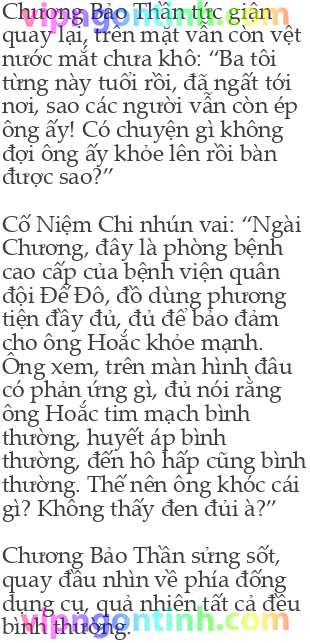 Chương Bảo Thần tức giận
quay lại, trên mặt vẫn còn vệt
nước mắt chưa khô: “Ba tôi
từng này tuổi rồi, đã ngất tới
nơi, sao các người vẫn còn ép
ông ấy! Có chuyện gì không
đợi ông ấy khỏe lên rồi bàn
được sao?”
Cố Niệm Chi nhún vai: “Ngài
Chương, đây là phòng bệnh
cao cấp của bệnh viện quân
đội Đế Đô, đồ dùng phương
tiện đầy đủ, đủ để bảo đảm
cho ông Hoắc khỏe mạnh.
Ông xem, trên màn hình đâu
có phản ứng gì, đủ nói rằng
ông Hoắc tim mạch bình
thường, huyết áp bình
thường, đến hô hấp cũng bình
thường. Thế nên ông khóc cái
gì? Không thấy đen đủi à?”
Chương Bảo Thần sửng sốt,
quay đầu nhìn về phía đống
dụng cụ, quả nhiên tất cả đều
bình thường.
vipngontinh.com
vipngontinh.com